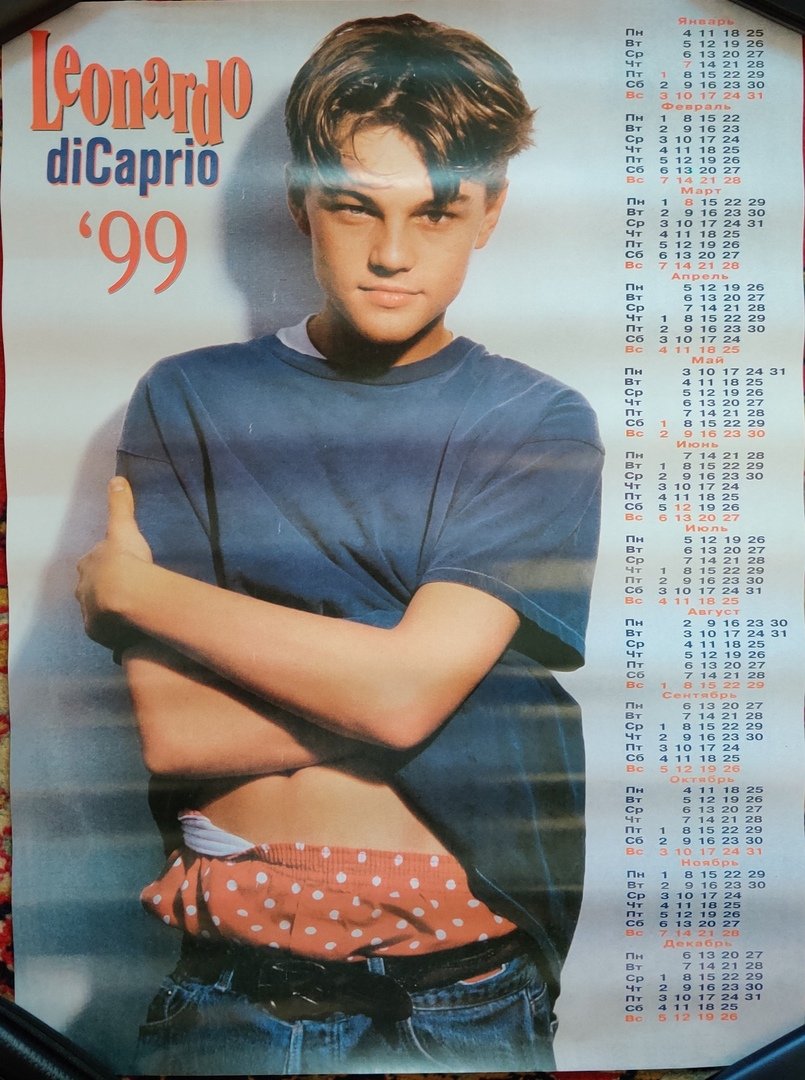 Leonardo
diCaprio
'99
Январь
Пн 4 11 18 25
Вт 5 12 19 26
Ср 6 13 20 27
Чт 7 14 21 28
Пт 1 8 15 22 29
Сб 2 9 16 23 30
Вс 3 10 17 24 31
Февраль
Пн 1 8 15 22
Вт 2 9 16 23
Ср 3 10 17 24
Чт 4 11 18 25
Пт 5 12 19 26
Сб 6 13 20 27
Вс 7 14 21 28
Март
Пн 1 8 15 22 29
Вт 2 9 16 23 30
Ср 3 10 17 24 31
Чт 4 11 18 25
Пт 5 12 19 26
Сб 6 13 20 27
Вс 7 14 21 28
Апрель
Пн 5 12 19 26
Вт 6 13 20 27
Ср 7 14 21 28
Чт 1 8 15 22 29
Пт 2 9 16 23 30
Сб 3 10 17 24
Вс 4 11 18 25
Май
Пн 3 10 17 24 31
Вт 4 11 18 25
Ср 5 12 19 26
Чт 6 13 20 27
Пт 7 14 21 28
Сб 1 8 15 22 29
Вс 2 9 16 23 30
Июнь
Пн 7 14 21 28
Вт 1 8 15 22 29
Ср 2 9 16 23 30
Чт 3 10 17 24
Пт 4 11 18 25
Сб 5 12 19 26
Вс 6 13 20 27
Июль
Пн 5 12 19 26
Вт 6 13 20 27
Ср 7 14 21 28
Чт 1 8 15 22 29
Пт 2 9 16 23 30
Сб 3 10 17 24 31
Вс 4 11 18 25
Август
Пн 2 9 16 23 30
Вт 3 10 17 24 31
Ср 4 11 18 25
Чт 5 12 19 26
Пт 6 13 20 27
Сб 7 14 21 28
Вс 1 8 15 22 29
Сентябрь
Пн 6 13 20 27
Вт 7 14 21 28
Ср 1 8 15 22 29
Чт 2 9 16 23 30
Пт 3 10 17 24
Сб 4 11 18 25
Вс 5 12 19 26
Октябрь
Пн 4 11 18 25
Вт 5 12 19 26
Ср 6 13 20 27
Чт 7 14 21 28
Пт 1 8 15 22 29
Сб 2 9 16 23 30
Вс 3 10 17 24 31
Ноябрь
Пн 1 8 15 22 29
Вт 2 9 16 23 30
Ср 3 10 17 24
Чт 4 11 18 25
Пт 5 12 19 26
Сб 6 13 20 27
Вс 7 14 21 28
Декабрь
Пн 6 13 20 27
Вт 7 14 21 28
Ср 1 8 15 22 29
Чт 2 9 16 23 30
Пт 3 10 17 24 31
Сб 4 11 18 25
Вс 5 12 19 26